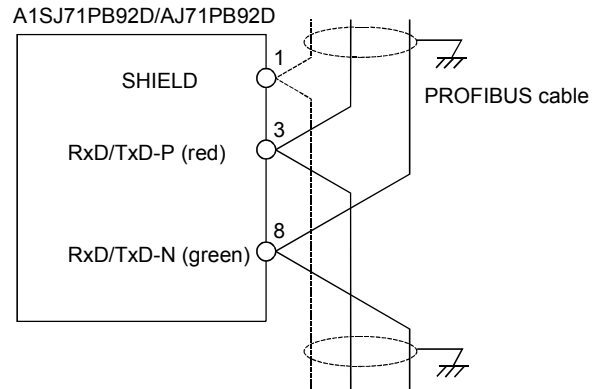 A1SJ71PB92D/AJ71PB92D
1
SHIELD
PROFIBUS cable
3
RxD/TxD-P (red)
8
RxD/TxD-N (green)